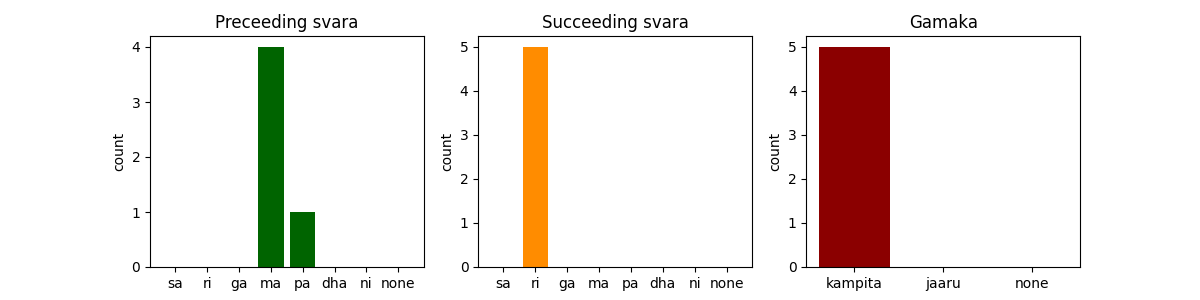 Preceeding svara
count
4
3
2
1
0
sa ri ga ma pa dha ni none
Succeeding svara
count
5
4
3
2
1
0
sa ri ga ma pa dha ni none
Gamaka
count
5
4
3
2
1
0
kampita jaaru none